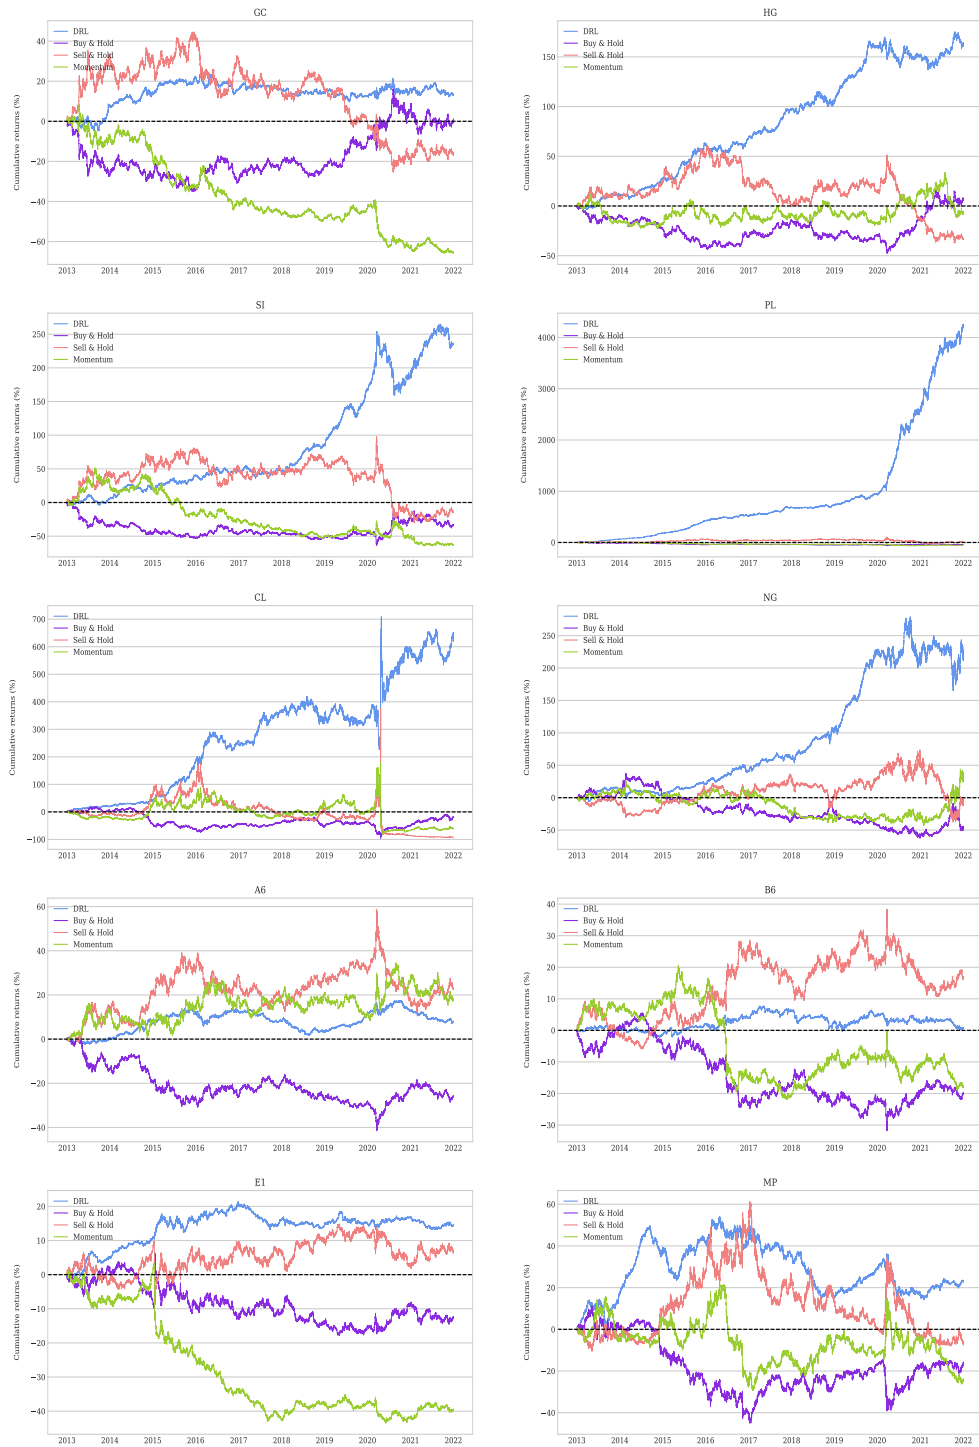 GC
Cumulative returns (%)
DRL
Buy & Hold
Sell & Hold
Momentum
40
20
0
−20
−40
−60
2013 2014 2015 2016 2017 2018 2019 2020 2021 2022
HG
Cumulative returns (%)
DRL
Buy & Hold
Sell & Hold
Momentum
150
100
50
0
−50
2013 2014 2015 2016 2017 2018 2019 2020 2021 2022
SI
Cumulative returns (%)
DRL
Buy & Hold
Sell & Hold
Momentum
250
200
150
100
50
0
−50
2013 2014 2015 2016 2017 2018 2019 2020 2021 2022
PL
Cumulative returns (%)
DRL
Buy & Hold
Sell & Hold
Momentum
4000
3000
2000
1000
0
2013 2014 2015 2016 2017 2018 2019 2020 2021 2022
CL
Cumulative returns (%)
DRL
Buy & Hold
Sell & Hold
Momentum
700
600
500
400
300
200
100
0
−100
2013 2014 2015 2016 2017 2018 2019 2020 2021 2022
NG
Cumulative returns (%)
DRL
Buy & Hold
Sell & Hold
Momentum
250
200
150
100
50
0
−50
2013 2014 2015 2016 2017 2018 2019 2020 2021 2022
A6
Cumulative returns (%)
DRL
Buy & Hold
Sell & Hold
Momentum
60
40
20
0
−20
−40
2013 2014 2015 2016 2017 2018 2019 2020 2021 2022
B6
Cumulative returns (%)
DRL
Buy & Hold
Sell & Hold
Momentum
40
30
20
10
0
−10
−20
−30
2013 2014 2015 2016 2017 2018 2019 2020 2021 2022
E1
Cumulative returns (%)
DRL
Buy & Hold
Sell & Hold
Momentum
20
10
0
−10
−20
−30
−40
2013 2014 2015 2016 2017 2018 2019 2020 2021 2022
MP
Cumulative returns (%)
DRL
Buy & Hold
Sell & Hold
Momentum
60
40
20
0
−20
−40
2013 2014 2015 2016 2017 2018 2019 2020 2021 2022